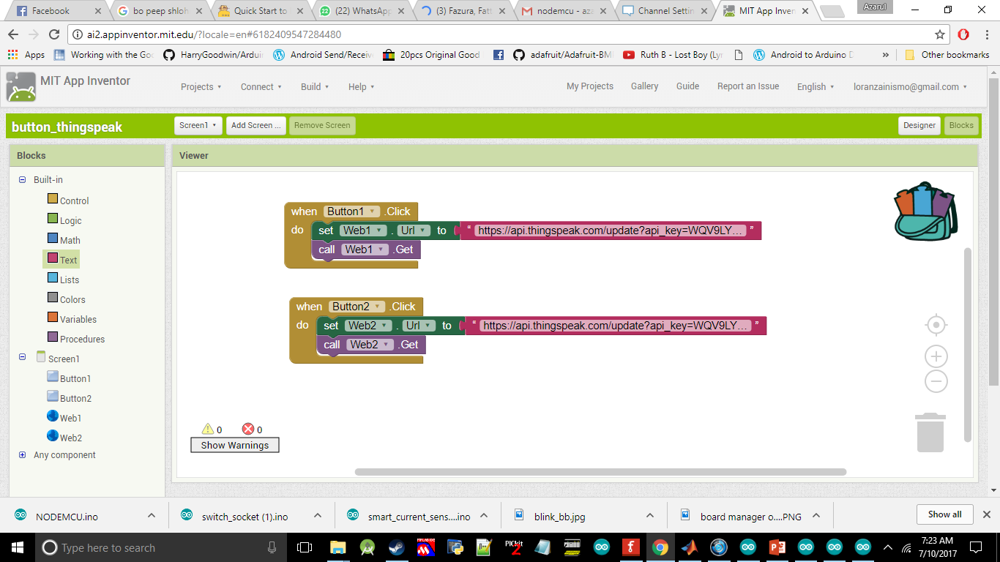 Azarul
Facebook
bo peep shloh
Quick Start to
(22) WhatsApp
(3) Fazura, Fatt
nodemcu - aza
Channel Settin
MIT App Inven
ai2.appinventor.mit.edu/?locale=en#6182409547284480
Apps
Working with the Go
HarryGoodwin/Ardui
Android Send/Receiv
20pcs Original Good
adafruit/Adafruit-BM
Ruth B - Lost Boy (Lyr
Android to Arduino D
»
Other bookmarks
MIT App Inventor
Projects
Connect
Build
Help
My Projects
Gallery
Guide
Report an Issue
English
loranzainismo@gmail.com
button_thingspeak
Screen1
Add Screen ...
Remove Screen
Designer
Blocks
Blocks
Viewer
Built-in
Control
Logic
Math
Text
Lists
Colors
Variables
Procedures
Screen1
Button1
Button2
Web1
Web2
Any component
when Button1 .Click
do set Web1 . Url to “ https://api.thingspeak.com/update?api_key=WQV9LY... ”
call Web1 .Get
when Button2 .Click
do set Web2 . Url to “ https://api.thingspeak.com/update?api_key=WQV9LY... ”
call Web2 .Get
0 0
Show Warnings
NODEMCU.ino
switch_socket (1).ino
smart_current_sens....ino
blink_bb.jpg
board manager o....PNG
Show all
Type here to search
PICkit
2
7:23 AM
7/10/2017